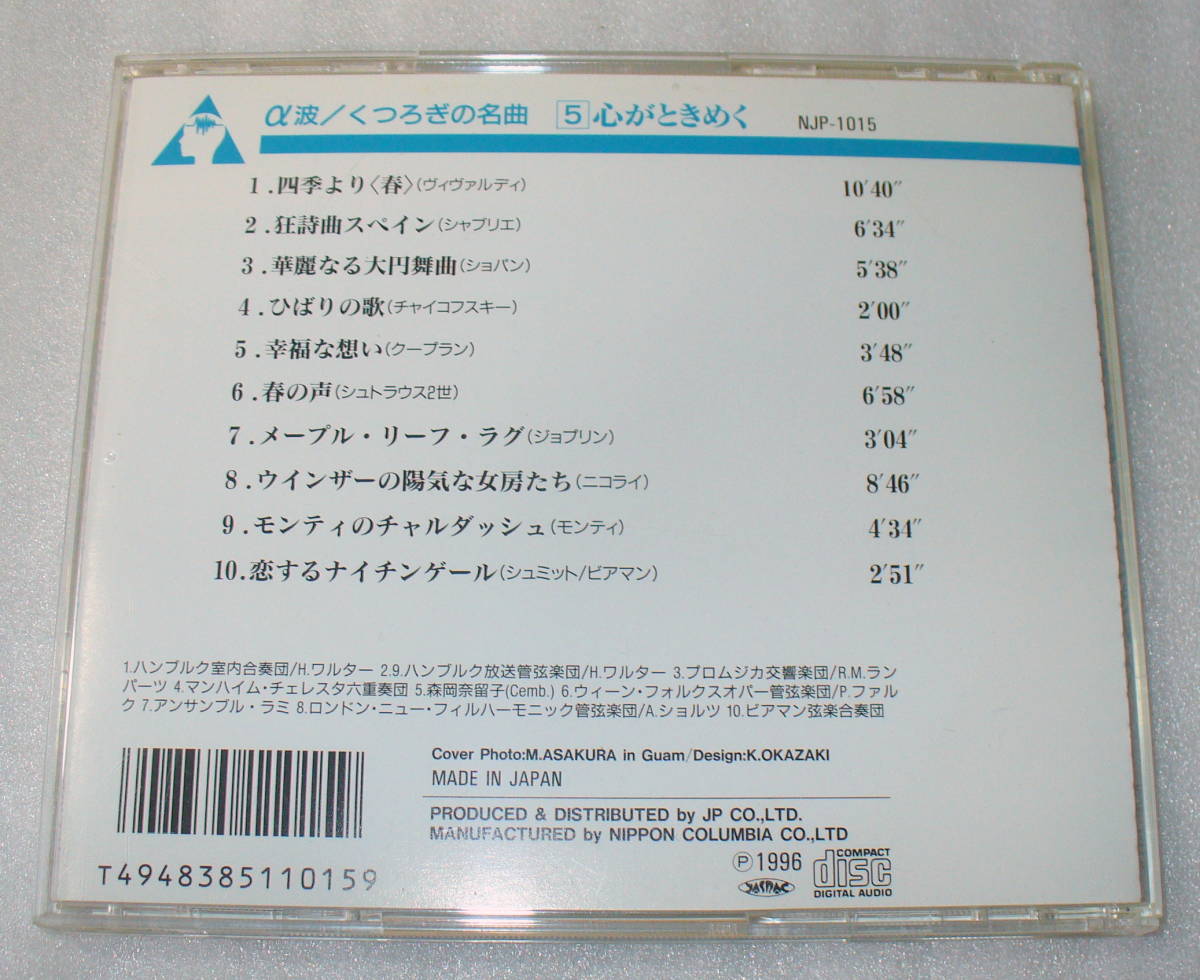 α波/くつろぎの名曲 5 心がときめく NJP-1015
1.四季より〈春〉(ヴィヴァルディ) 10′40″
2.狂詩曲スペイン(シャブリエ) 6′34″
3.華麗なる大円舞曲(ショパン) 5′38″
4.ひばりの歌(チャイコフスキー) 2′00″
5.幸福な想い(クープラン) 3′48″
6.春の声(シュトラウス2世) 6′58″
7.メープル・リーフ・ラグ(ジョプリン) 3′04″
8.ウインザーの陽気な女房たち(ニコライ) 8′46″
9.モンティのチャルダッシュ(モンティ) 4′34″
10.恋するナイチンゲール(シュミット/ビアマン) 2′51″
1.ハンブルク室内合奏団/H.ワルター 2.9.ハンブルク放送管弦楽団/H.ワルター 3.プロムジカ交響楽団/R.M.ラン
パーツ 4.マンハイム・チェレスタ六重奏団 5.森岡奈留子(Cemb.) 6.ウィーン・フォルクスオパー管弦楽団/P.ファル
ク 7.アンサンブル・ラミ 8.ロンドン・ニュー・フィルハーモニック管弦楽団/A.ショルツ 10.ビアマン弦楽合奏団
Cover Photo:M.ASAKURA in Guam/Design:K.OKAZAKI
MADE IN JAPAN
PRODUCED & DISTRIBUTED by JP CO.,LTD.
MANUFACTURED by NIPPON COLUMBIA CO.,LTD
T4948385110159
Ⓟ1996
JASRAC
COMPACT
disc
DIGITAL AUDIO